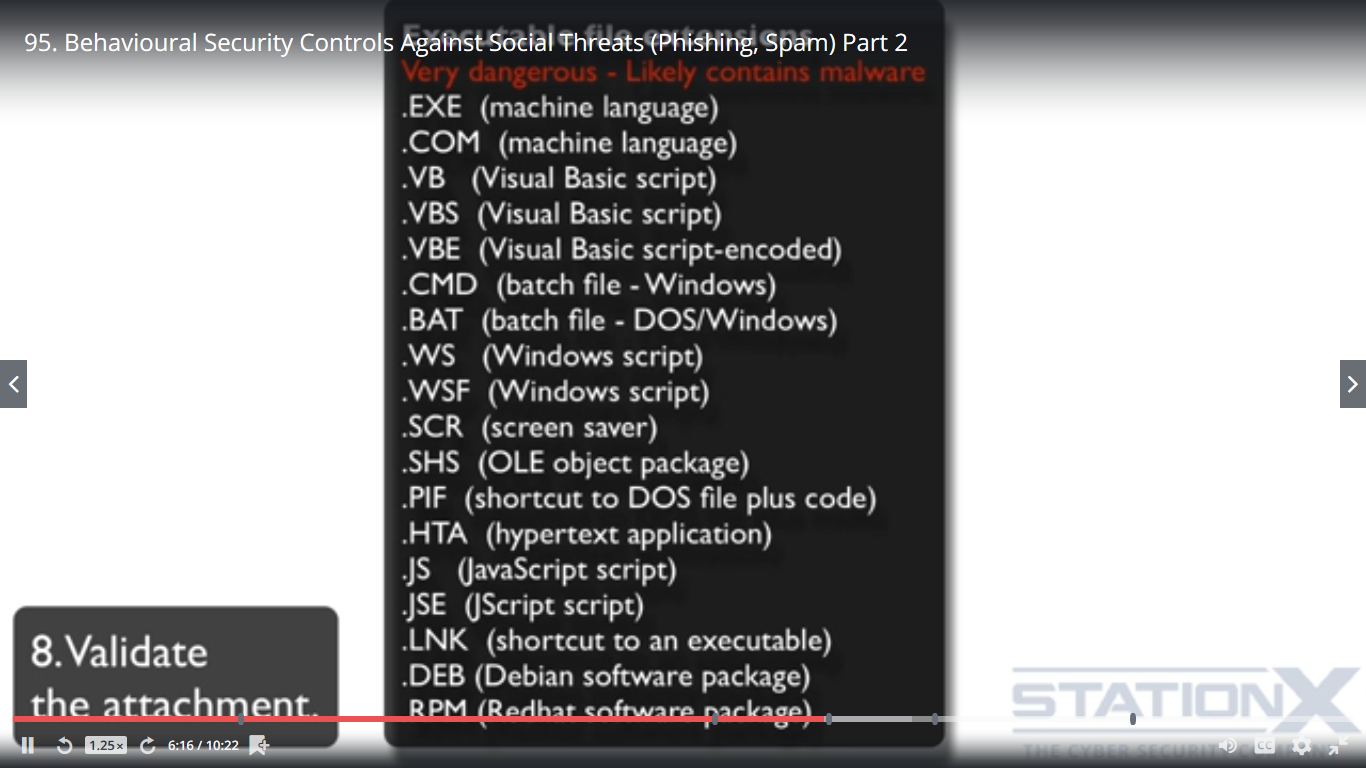 95. Behavioural Security Controls Against Social Threats (Phishing, Spam) Part 2
Executable file extensions
Very dangerous - Likely contains malware
.EXE (machine language)
.COM (machine language)
.VB (Visual Basic script)
.VBS (Visual Basic script)
.VBE (Visual Basic script-encoded)
.CMD (batch file - Windows)
.BAT (batch file - DOS/Windows)
.WS (Windows script)
.WSF (Windows script)
.SCR (screen saver)
.SHS (OLE object package)
.PIF (shortcut to DOS file plus code)
.HTA (hypertext application)
.JS (JavaScript script)
.JSE (JScript script)
.LNK (shortcut to an executable)
.DEB (Debian software package)
.RPM (Redhat software package)
8. Validate
the attachment.
STATIONX
THE CYBER SECURITY COMPANY
1.25×
6:16 / 10:22
CC